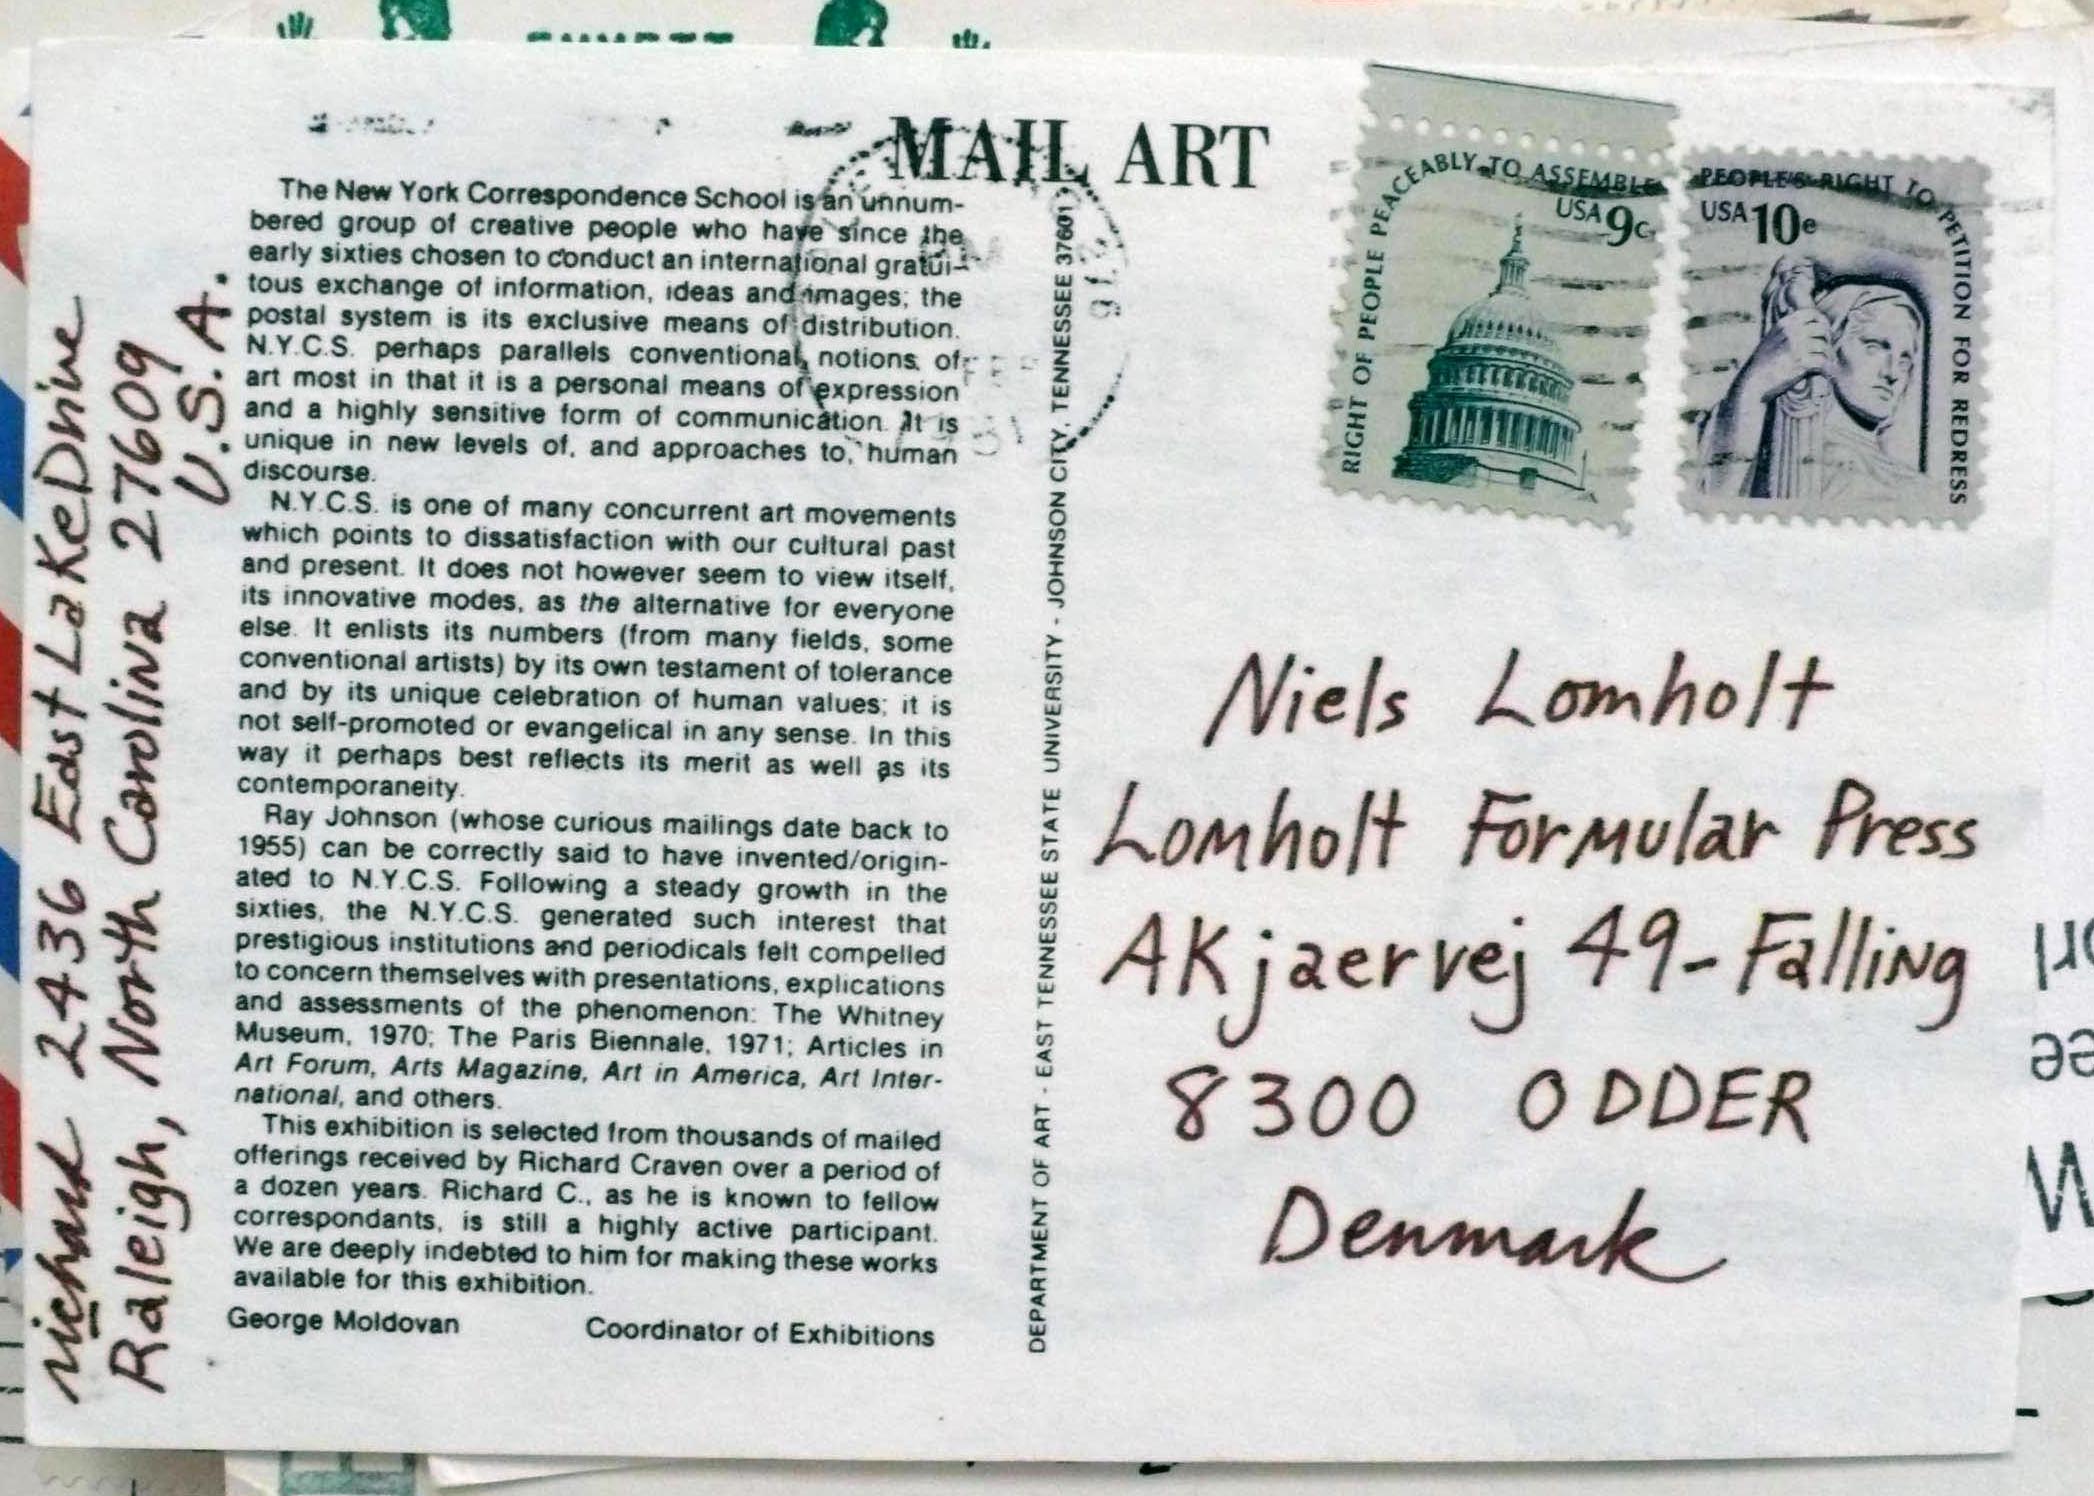 MAIL ART
The New York Correspondence School is an unnum-
bered group of creative people who have since the
early sixties chosen to conduct an international gratui-
tous exchange of information, ideas and images; the
postal system is its exclusive means of distribution.
N.Y.C.S. perhaps parallels conventional notions of
art most in that it is a personal means of expression
and a highly sensitive form of communication. It is
unique in new levels of, and approaches to, human
discourse.
N.Y.C.S. is one of many concurrent art movements
which points to dissatisfaction with our cultural past
and present. It does not however seem to view itself,
its innovative modes, as the alternative for everyone
else. It enlists its numbers (from many fields, some
conventional artists) by its own testament of tolerance
and by its unique celebration of human values; it is
not self-promoted or evangelical in any sense. In this
way it perhaps best reflects its merit as well as its
contemporaneity.
Ray Johnson (whose curious mailings date back to
1955) can be correctly said to have invented/origin-
ated to N.Y.C.S. Following a steady growth in the
sixties, the N.Y.C.S. generated such interest that
prestigious institutions and periodicals felt compelled
to concern themselves with presentations, explications
and assessments of the phenomenon: The Whitney
Museum, 1970; The Paris Biennale, 1971; Articles in
Art Forum, Arts Magazine, Art in America, Art Inter-
national, and others.
This exhibition is selected from thousands of mailed
offerings received by Richard Craven over a period of
a dozen years. Richard C., as he is known to fellow
correspondants, is still a highly active participant.
We are deeply indebted to him for making these works
available for this exhibition.
George Moldovan Coordinator of Exhibitions
richard 2436 East Lake Drive
Raleigh, North Carolina 27609
U.S.A.
DEPARTMENT OF ART - EAST TENNESSEE STATE UNIVERSITY - JOHNSON CITY, TENNESSEE 37601
RIGHT OF PEOPLE PEACEABLY TO ASSEMBLE
USA 9c
PEOPLE'S RIGHT TO PETITION FOR REDRESS
USA 10c
Niels Lomholt
Lomholt Formular Press
AKjaervej 49-Falling
8300 ODDER
Denmark